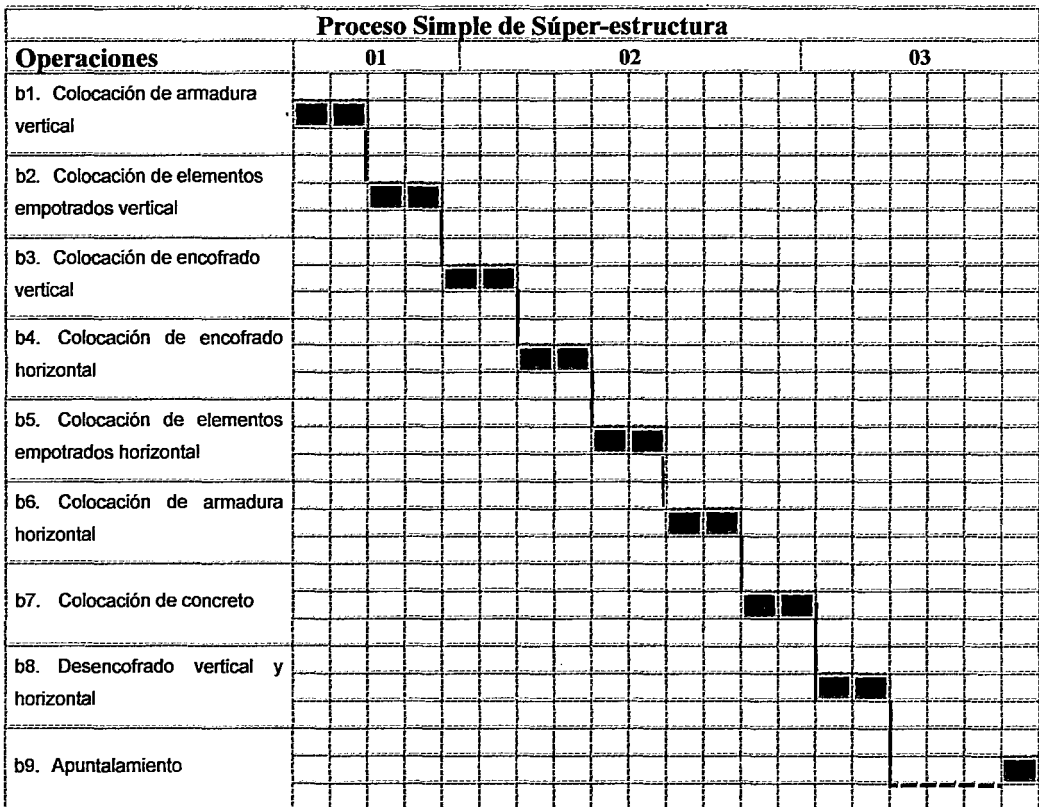 Proceso Simple de Súper-estructura
Operaciones 01 02 03
b1. Colocación de armadura
vertical
b2. Colocación de elementos
empotrados vertical
b3. Colocación de encofrado
vertical
b4. Colocación de encofrado
horizontal
b5. Colocación de elementos
empotrados horizontal
b6. Colocación de armadura
horizontal
b7. Colocación de concreto
b8. Desencofrado vertical y
horizontal
b9. Apuntalamiento